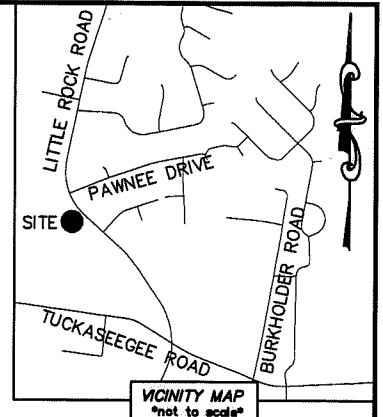 LITTLE ROCK ROAD
PAWNEE DRIVE
SITE
BURKHOLDER ROAD
TUCKASEEGEE ROAD
VICINITY MAP
*not to scale*